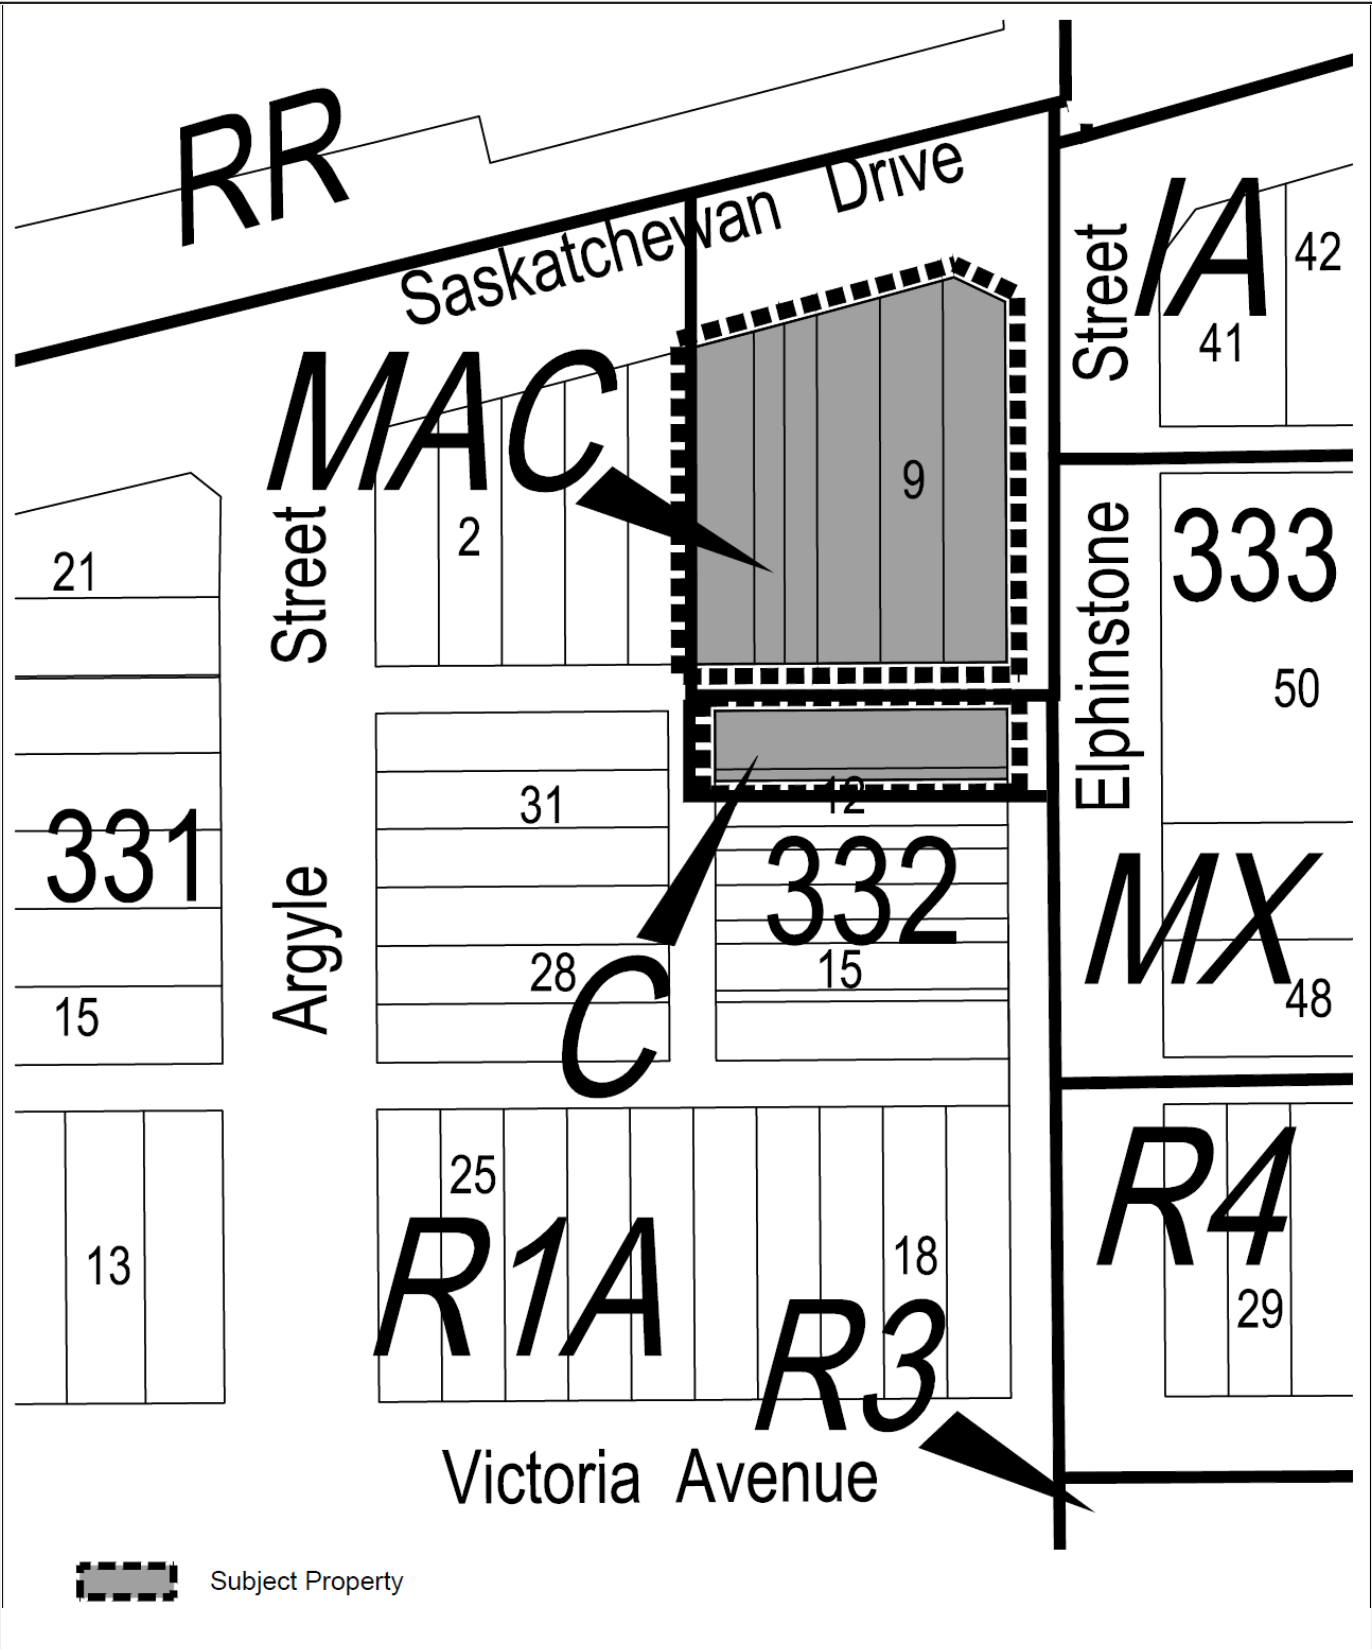 RR
Saskatchewan Drive
IA
42
41
Street
MAC
9
2
Street
333
21
50
Elphinstone
31
12
331
332
MX
Argyle
28
15
48
15
C
R4
25
13
R1A
18
29
R3
Victoria Avenue
Subject Property